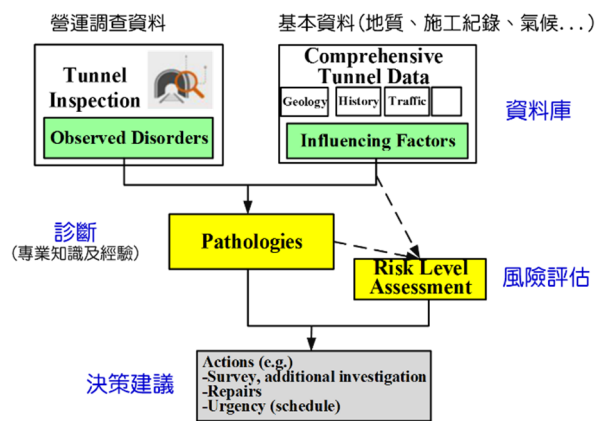 營運調查資料
基本資料(地質、施工紀錄、氣候...)
Tunnel
Inspection
Observed Disorders
Comprehensive
Tunnel Data
Geology
History
Traffic
Influencing Factors
資料庫
診斷
(專業知識及經驗)
Pathologies
Risk Level
Assessment
風險評估
決策建議
Actions (e.g.)
-Survey, additional investigation
-Repairs
-Urgency (schedule)